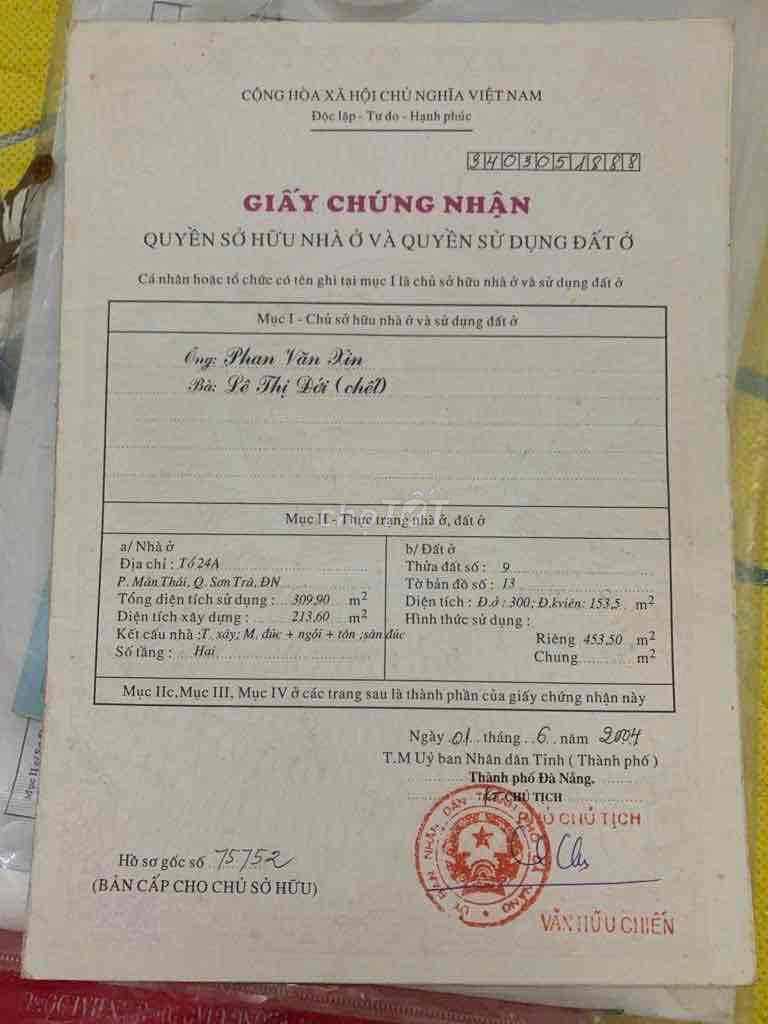 CỘNG HÒA XÃ HỘI CHỦ NGHĨA VIỆT NAM
Độc lập - Tự do - Hạnh phúc
3403051888
GIẤY CHỨNG NHẬN
QUYỀN SỞ HỮU NHÀ Ở VÀ QUYỀN SỬ DỤNG ĐẤT Ở
Cá nhân hoặc tổ chức có tên ghi tại mục I là chủ sở hữu nhà ở và sử dụng đất ở
Mục I - Chủ sở hữu nhà ở và sử dụng đất ở
Ông: Phan Văn Xin
Bà: Lê Thị Dới (chết)
chợTỐT
Mục II - Thực trạng nhà ở, đất ở
a/ Nhà ở
Địa chỉ : Tổ 24A
P. Mân Thái, Q. Sơn Trà, ĐN
Tổng diện tích sử dụng : 309,90 m2
Diện tích xây dựng : 213,60 m2
Kết cấu nhà : T. xây; M. đúc + ngói + tôn ;sàn đúc
Số tầng : Hai
b/ Đất ở
Thửa đất số : 9
Tờ bản đồ số : 13
Diện tích : Đ.ở : 300; Đ.kviên: 153,5 m2
Hình thức sử dụng :
Riêng 453,50 m2
Chung m2
Mục IIc,Mục III, Mục IV ở các trang sau là thành phần của giấy chứng nhận này
Ngày 01 tháng 6 năm 2004
T.M Uỷ ban Nhân dân Tỉnh ( Thành phố )
Thành phố Đà Nẵng.
CHỦ TỊCH
PHÓ CHỦ TỊCH
VĂN HỮU CHIẾN
Hồ sơ gốc số 75752
(BẢN CẤP CHO CHỦ SỞ HỮU)